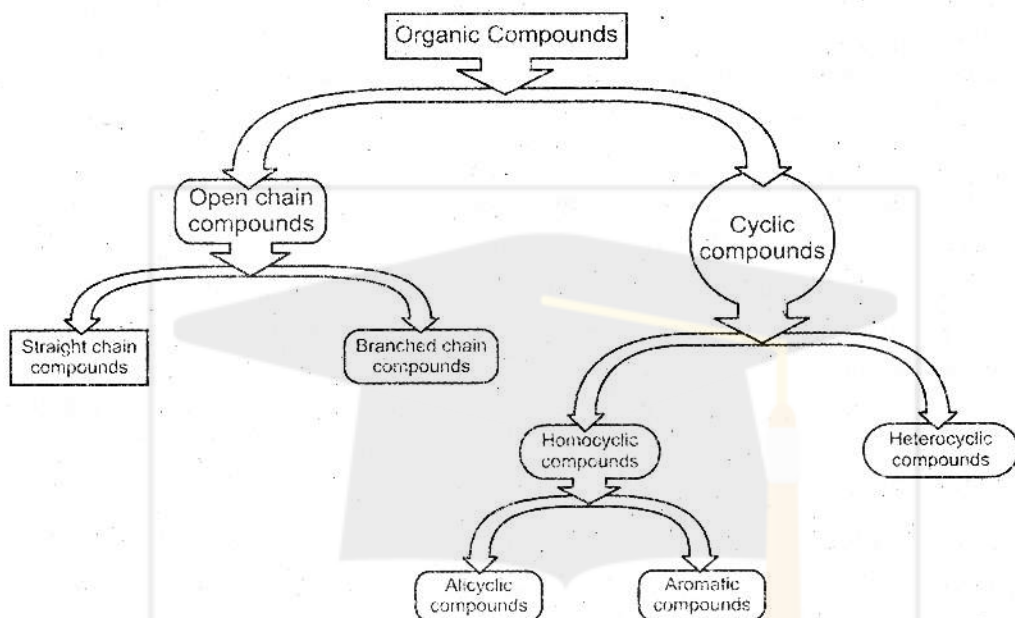 Organic Compounds
Open chain
compounds
Cyclic
compounds
Straight chain
compounds
Branched chain
compounds
Homocyclic
compounds
Heterocyclic
compounds
Alicyclic
compounds
Aromatic
compounds